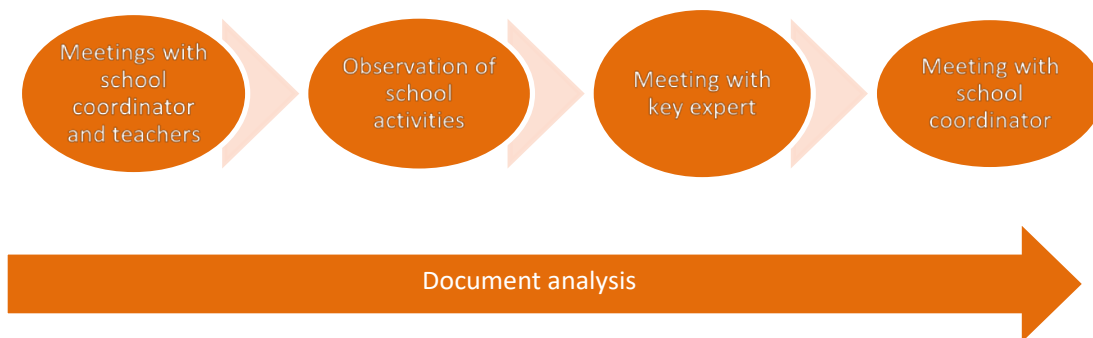 Meetings with
school
coordinator
and teachers
Observation of
school
activities
Meeting with
key expert
Meeting with
school
coordinator
Document analysis